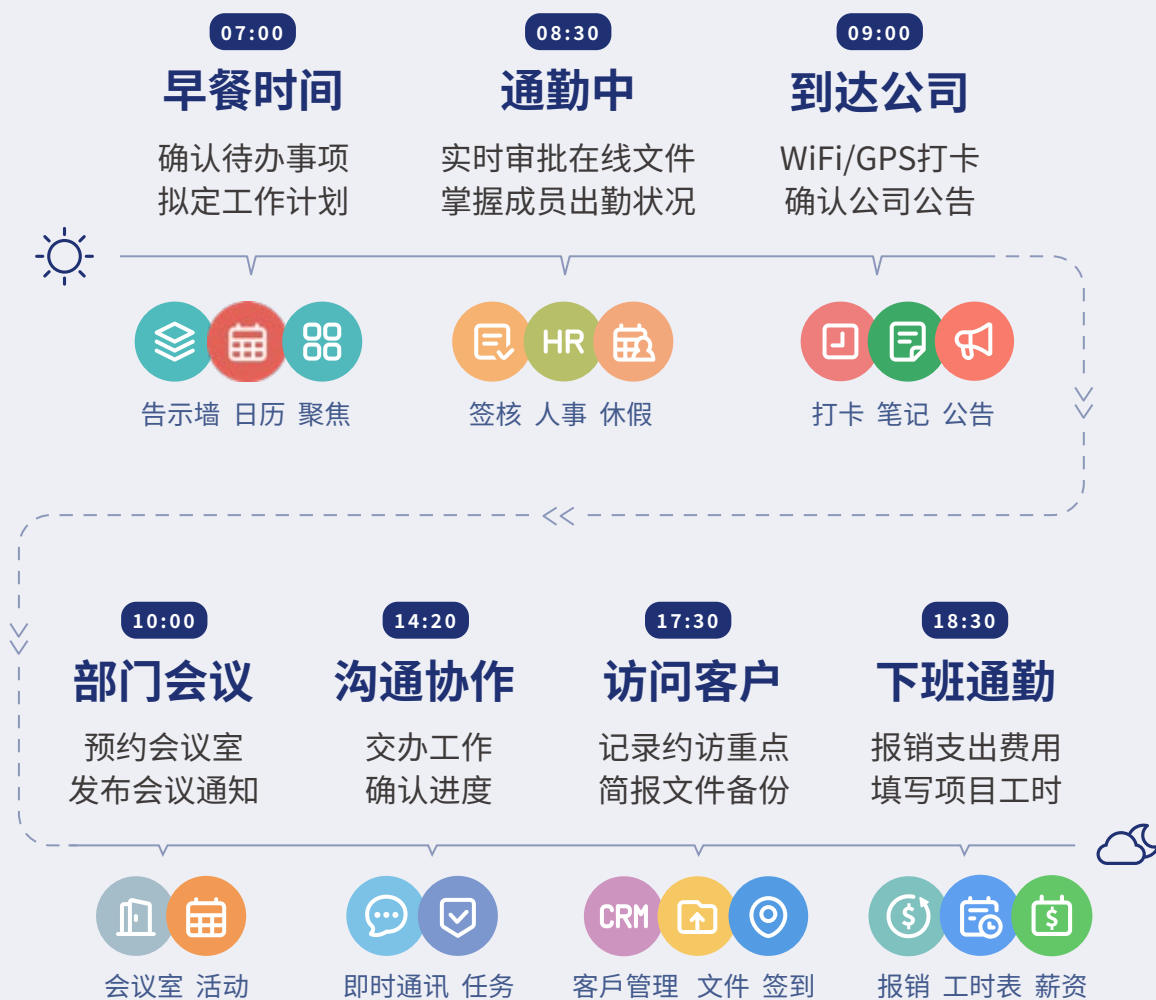 07:00
早餐时间
确认待办事项
拟定工作计划
告示墙 日历 聚焦
08:30
通勤中
实时审批在线文件
掌握成员出勤状况
HR
签核 人事 休假
09:00
到达公司
WiFi/GPS打卡
确认公司公告
打卡 笔记 公告
10:00
部门会议
预约会议室
发布会议通知
会议室 活动
14:20
沟通协作
交办工作
确认进度
即时通讯 任务
17:30
访问客户
记录约访重点
简报文件备份
CRM
客戶管理 文件 签到
18:30
下班通勤
报销支出费用
填写项目工时
$
$
报销 工时表 薪资